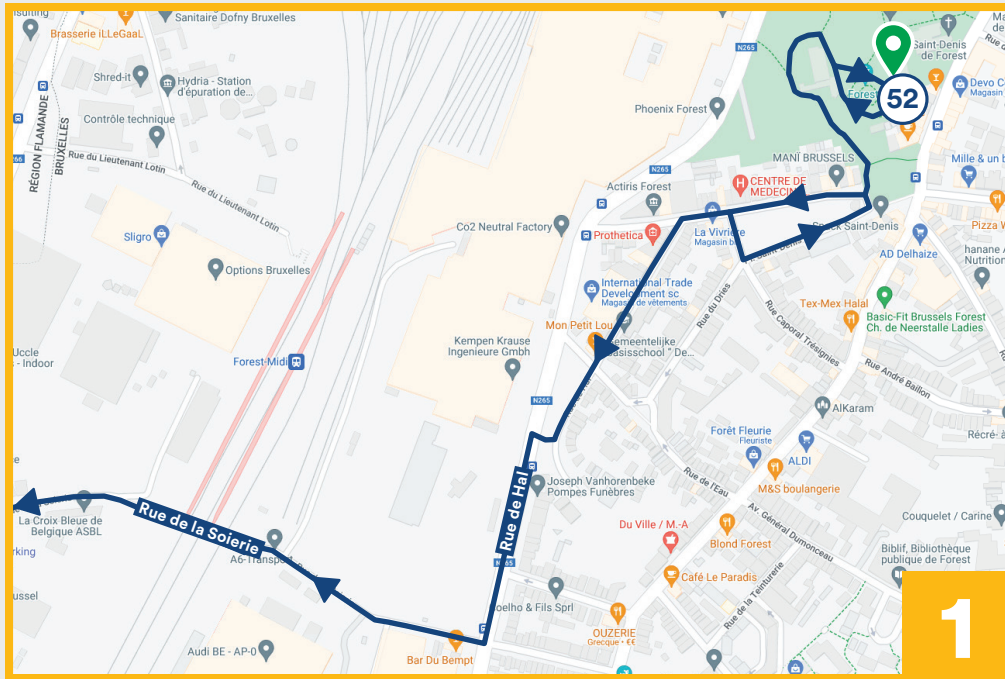 Sanitaire Dofny Bruxelles
Brasserie iLLeGaaL
Shred-it
Hydria - Station
d'épuration de...
Contrôle technique
RÉGION FLAMANDE
BRUXELLES
Rue du Lieutenant Lotin
Rue du Lieutenant Lotin
Sligro
Options Bruxelles
Forest-Midi
N265
Phoenix Forest
N265
Saint-Denis
de Forest
52
Devo
Magasin
Mille & un
MANI BRUSSELS
Actiris Forest
CENTRE DE
MEDECIN
Co2 Neutral Factory
Prothetica
La Vivrière
Magasin
Saint-Denis
AD Delhaize
Pizza
hanane
Nutrition
International Trade
Development sc
Magasin de vêtements
Rue du Dries
Tex-Mex Halal
Basic-Fit Brussels Forest
Ch. de Neerstalle Ladies
Mon Petit Lou
Kempen Krause
Ingenieure Gmbh
Rue Caporal Trésignies
Rue André Baillon
N265
AlKaram
Forêt Fleurie
Fleuriste
ALDI
M&S boulangerie
Uccle
- Indoor
Rue de Hal
Joseph Vanhorenbeke
Pompes Funèbres
Rue de l'Eau
Av. Général Dumonceau
Couquelet / Carine
Du Ville / M.-A
Blond Forest
Biblif, Bibliothèque
publique de Forest
Café Le Paradis
Rue de la Teinturerie
La Croix Bleue de
Belgique ASBL
Rue de la Soierie
A6-Transport
& Fils Sprl
OUZERIE
Grecque • €€
Audi BE - AP-0
Bar Du Bempt
1